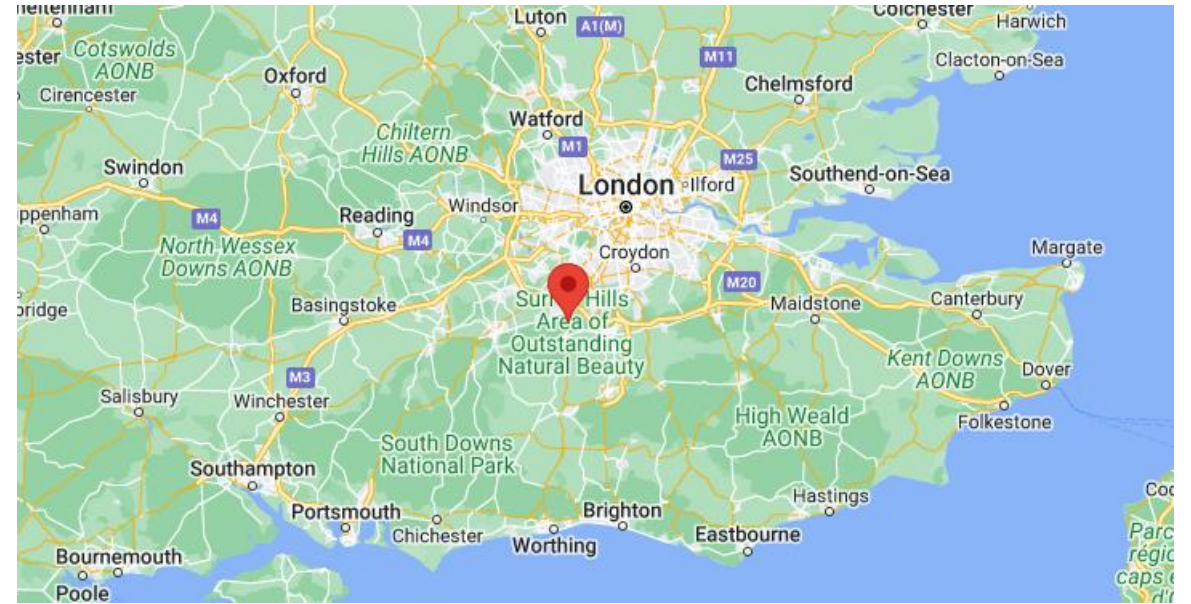 Luton
A1(M)
Colchester
Harwich
Cotswolds
AONB
M11
Clacton-on-Sea
Oxford
Chelmsford
Cirencester
Watford
Chiltern
Hills AONB
M1
M25
Swindon
London
Ilford
Southend-on-Sea
Windsor
M4
Reading
M4
North Wessex
Downs AONB
Croydon
Margate
M20
Basingstoke
Hills
Maidstone
Canterbury
Area of
Outstanding
Natural Beauty
Kent Downs
AONB
Dover
M3
Salisbury
Winchester
High Weald
AONB
Folkestone
South Downs
National Park
Southampton
Portsmouth
Chichester
Worthing
Brighton
Hastings
Eastbourne
Bournemouth
Poole